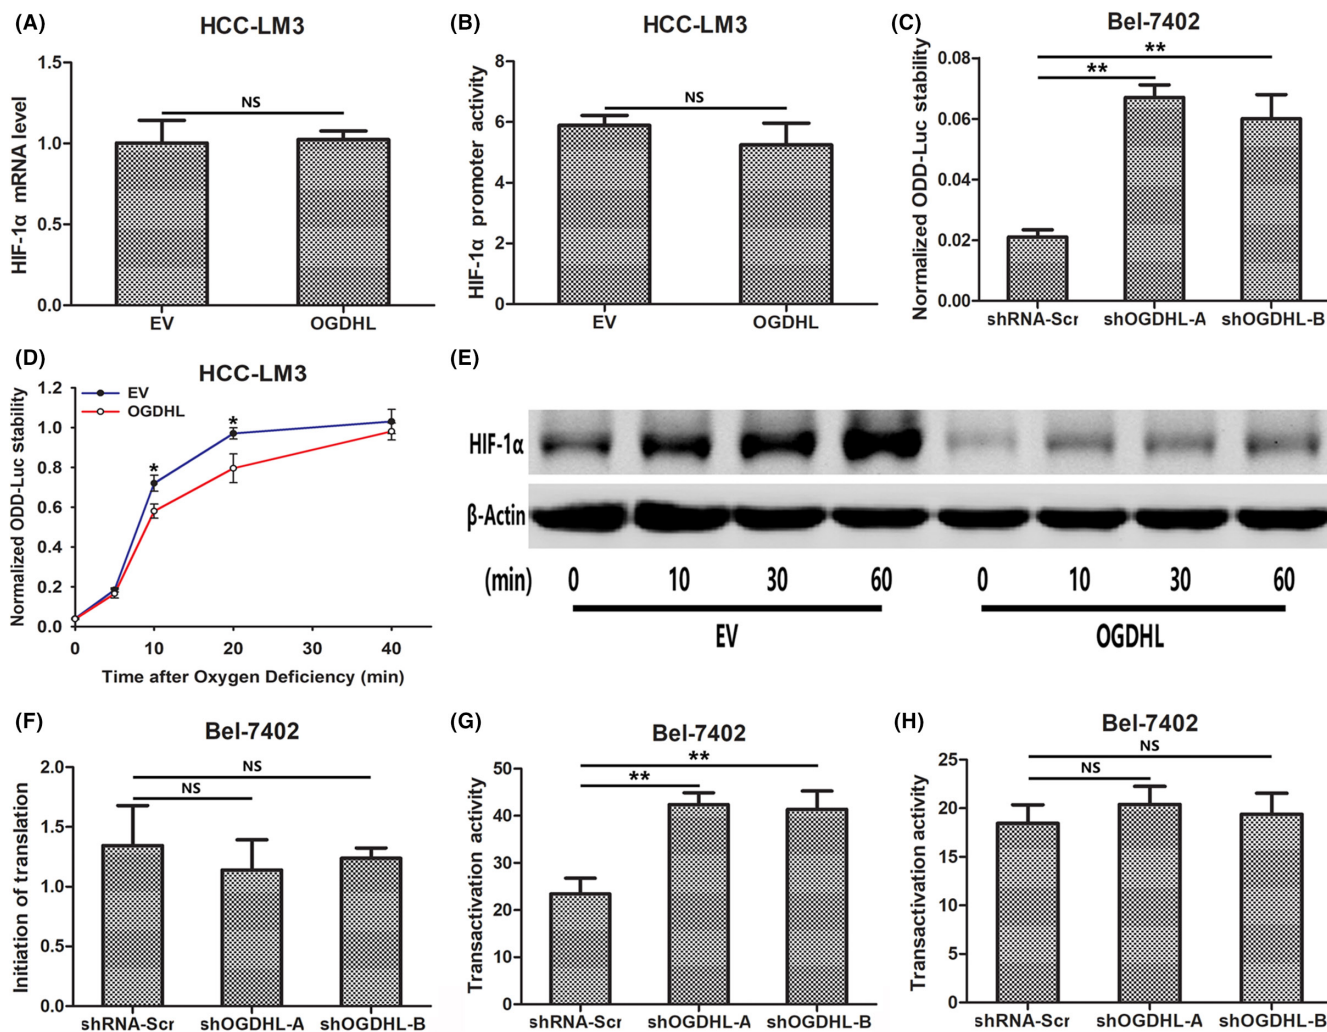 (A)
HCC-LM3
HIF-1α mRNA level
1.5
1.0
0.5
0.0
NS
EV OGDHL
(B)
HCC-LM3
HIF-1α promoter activity
8
6
4
2
0
NS
EV OGDHL
(C)
Bel-7402
Normalized ODD-Luc stability
0.08
0.06
0.04
0.02
0.00
**
**
shRNA-Scr shOGDHL-A shOGDHL-B
(D)
HCC-LM3
Normalized ODD-Luc stability
1.2
1.0
0.8
0.6
0.4
0.2
0.0
EV
OGDHL
*
*
0 10 20 30 40
Time after Oxygen Deficiency (min)
(E)
HIF-1α
β-Actin
(min) 0 10 30 60 0 10 30 60
EV OGDHL
(F)
Bel-7402
Initiation of translation
2.0
1.5
1.0
0.5
0.0
NS
NS
shRNA-Scr shOGDHL-A shOGDHL-B
(G)
Bel-7402
Transactivation activity
50
40
30
20
10
0
**
**
shRNA-Scr shOGDHL-A shOGDHL-B
(H)
Bel-7402
Transactivation activity
25
20
15
10
5
0
NS
NS
shRNA-Scr shOGDHL-A shOGDHL-B